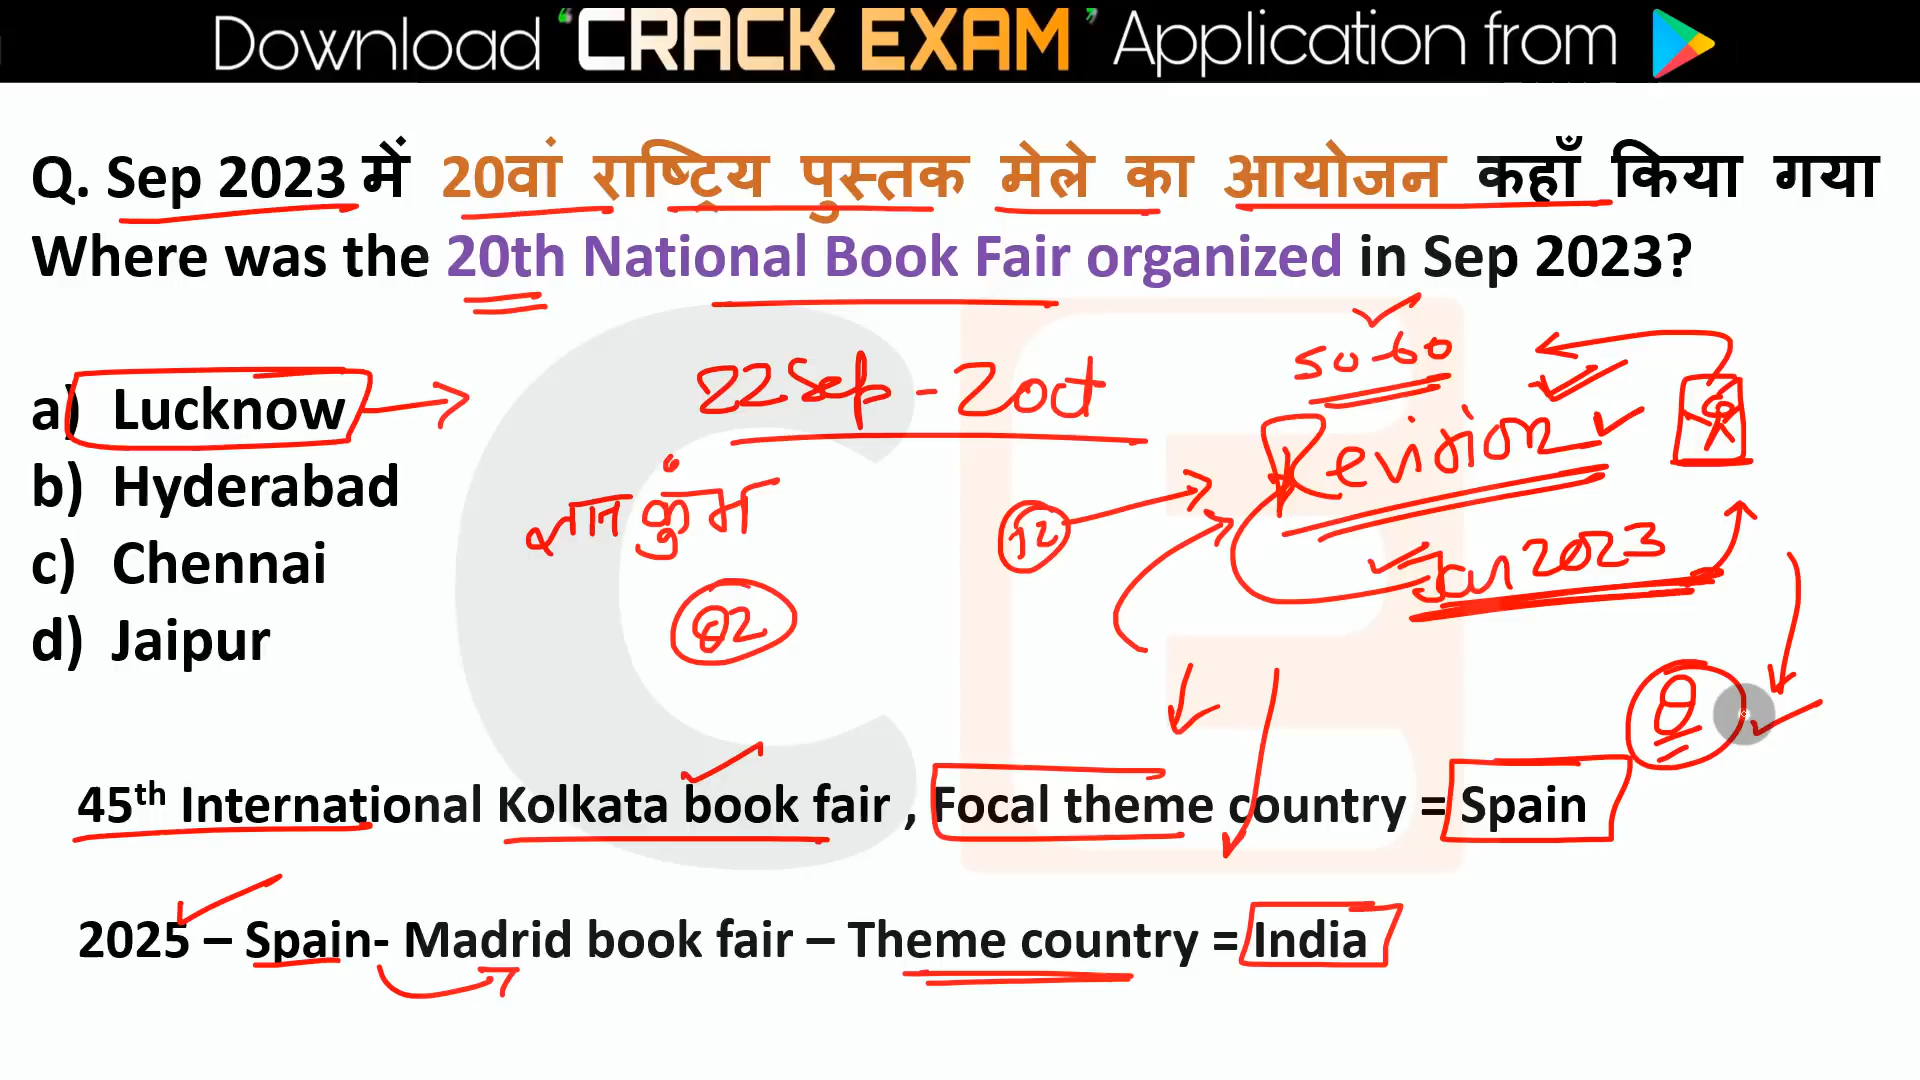 Download ‘CRACK EXAM’ Application from
Q. Sep 2023 में 20वां राष्ट्रिय पुस्तक मेले का आयोजन कहाँ किया गया
Where was the 20th National Book Fair organized in Sep 2023?
a) Lucknow
22 Sep - 2 oct
50-60
Revision
b) Hyderabad
ज्ञान कुंभ
12
c) Chennai
Jan 2023
d) Jaipur
45th International Kolkata book fair , Focal theme country = Spain
2025 – Spain- Madrid book fair – Theme country = India